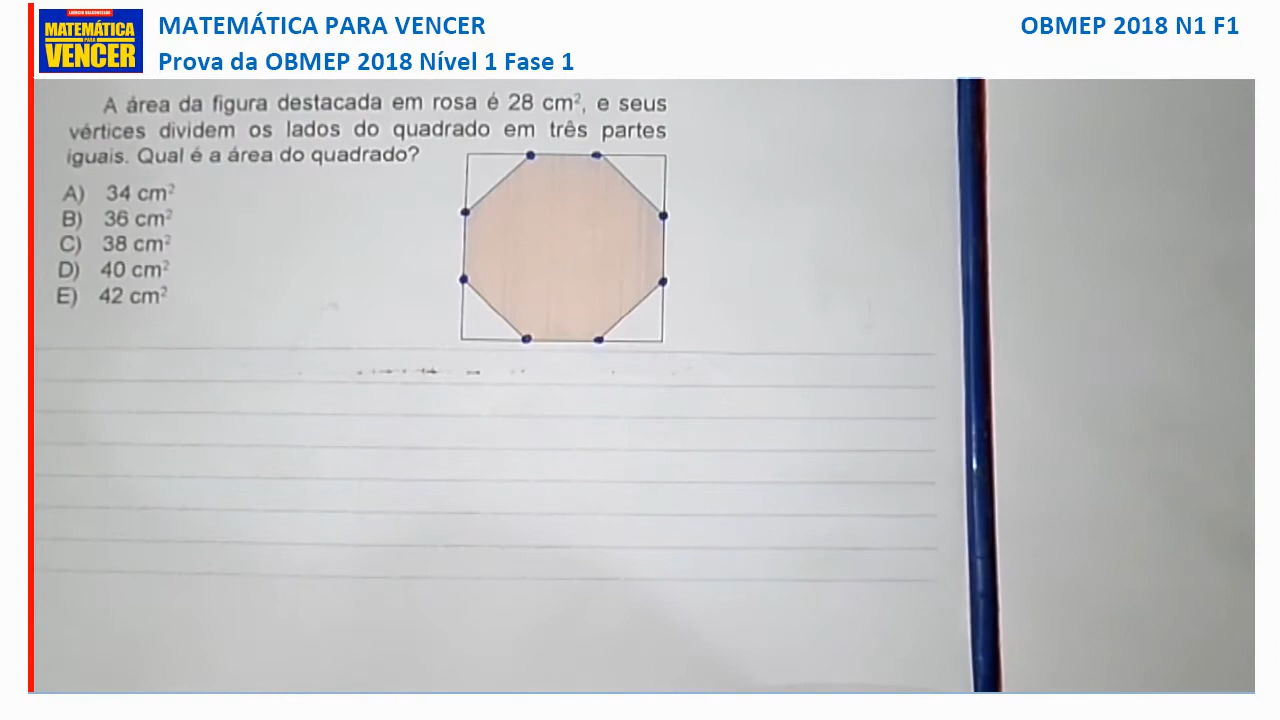 LAÉRCIO VASCONCELOS
MATEMÁTICA
PARA
VENCER
MATEMÁTICA PARA VENCER
OBMEP 2018 N1 F1
Prova da OBMEP 2018 Nível 1 Fase 1
A área da figura destacada em rosa é 28 cm², e seus
vértices dividem os lados do quadrado em três partes
iguais. Qual é a área do quadrado?
A) 34 cm²
B) 36 cm²
C) 38 cm²
D) 40 cm²
E) 42 cm²